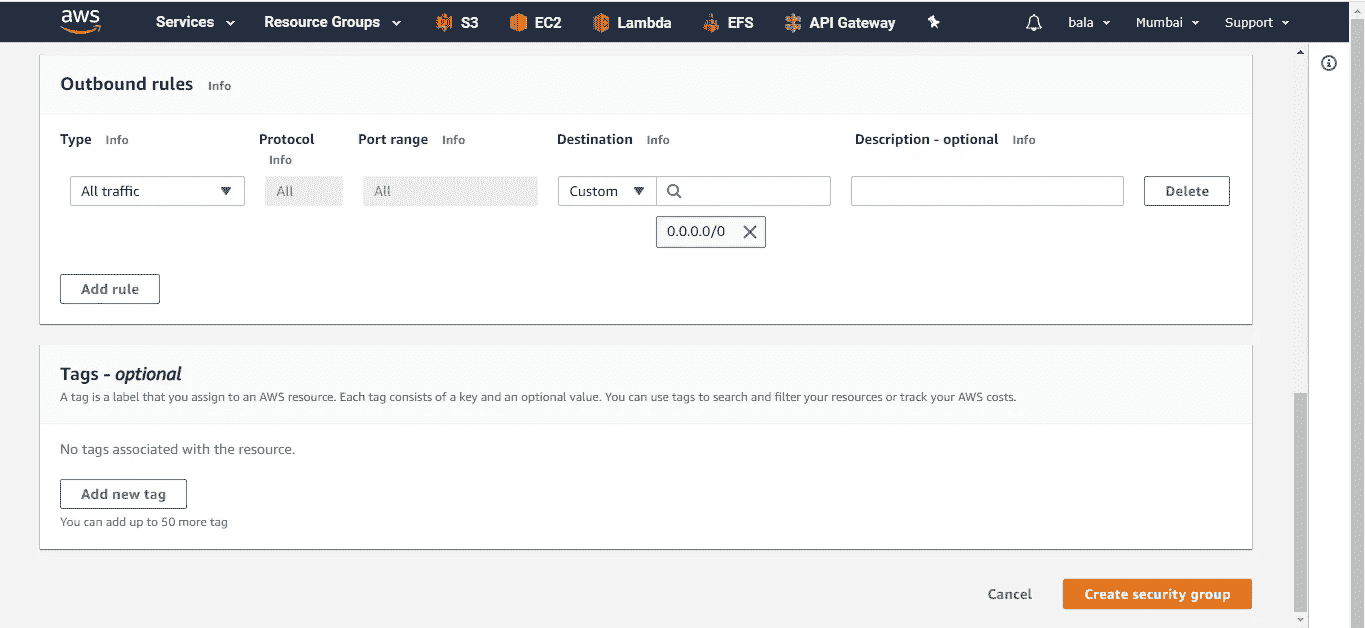 aws Services Resource Groups S3 EC2 Lambda EFS API Gateway bala Mumbai Support
Outbound rules Info
Type Info Protocol Port range Info Destination Info Description - optional Info
Info
All traffic All All Custom Delete
0.0.0.0/0
Add rule
Tags - optional
A tag is a label that you assign to an AWS resource. Each tag consists of a key and an optional value. You can use tags to search and filter your resources or track your AWS costs.
No tags associated with the resource.
Add new tag
You can add up to 50 more tag
Cancel Create security group